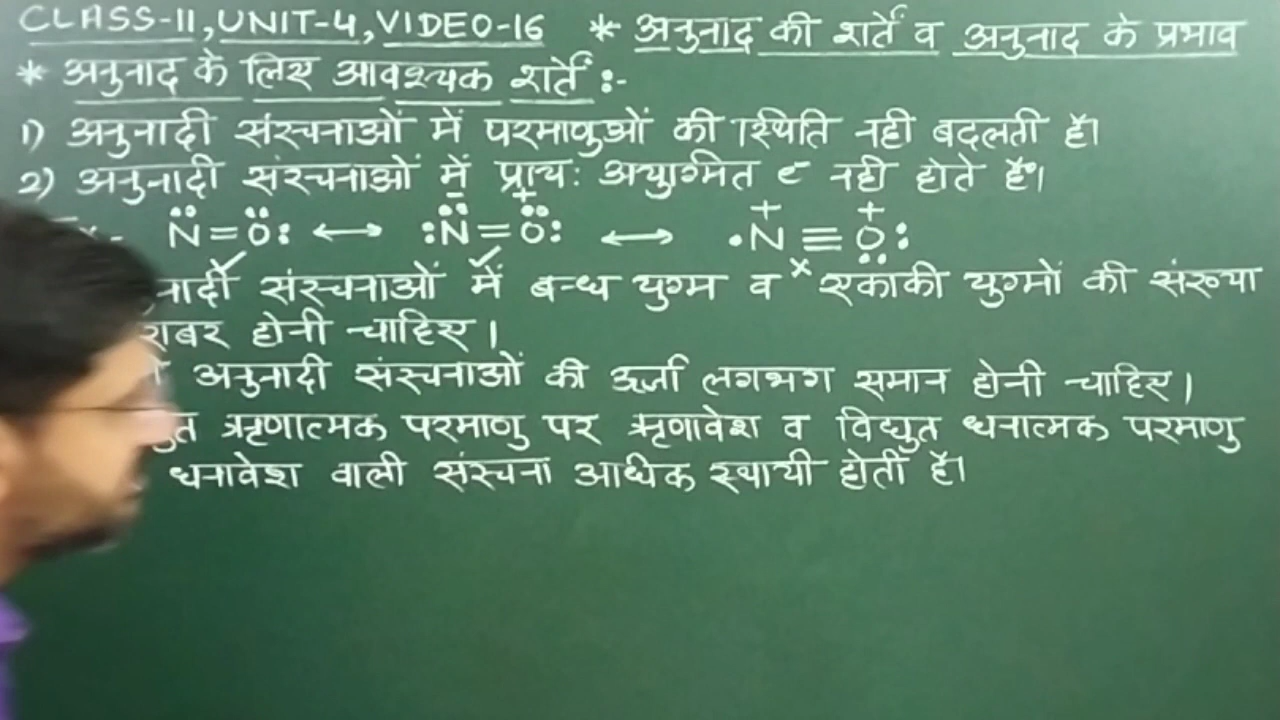 CLASS-11, UNIT-4, VIDEO-16 * अनुनाद की शर्तें व अनुनाद के प्रभाव
* अनुनाद के लिए आवश्यक शर्तें :-
1) अनुनादी संरचनाओं में परमाणुओं की स्थिति नही बदलती है।
2) अनुनादी संरचनाओं में प्रायः अयुग्मित e⁻ नही होते हैं।
N̈=Ö: ↔ :N̈⁻=Ö⁺: ↔ •N⁺≡Ö⁺:
✓ ✓ ×
नादी संरचनाओं में बन्ध युग्म व एकाकी युग्मों की संख्या
राबर होनी चाहिए।
अनुनादी संरचनाओं की ऊर्जा लगभग समान होनी चाहिए।
ुत ऋणात्मक परमाणु पर ऋणावेश व विद्युत धनात्मक परमाणु
धनावेश वाली संरचना अधिक स्थायी होती है।